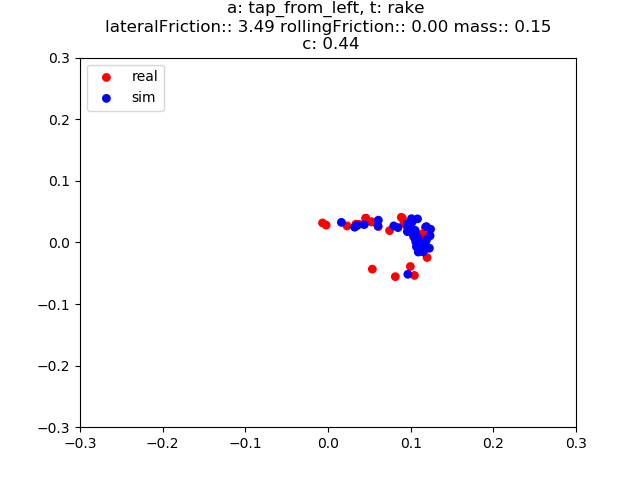 a: tap_from_left, t: rake
lateralFriction:: 3.49 rollingFriction:: 0.00 mass:: 0.15
c: 0.44
real
sim
0.3
0.2
0.1
0.0
−0.1
−0.2
−0.3
−0.3 −0.2 −0.1 0.0 0.1 0.2 0.3